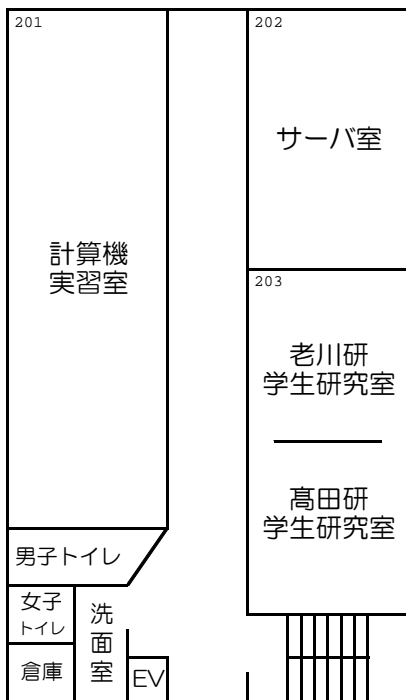 201
計算機
実習室
202
サーバ室
203
老川研
学生研究室
髙田研
学生研究室
男子トイレ
女子
トイレ
倉庫
洗
面
室
EV